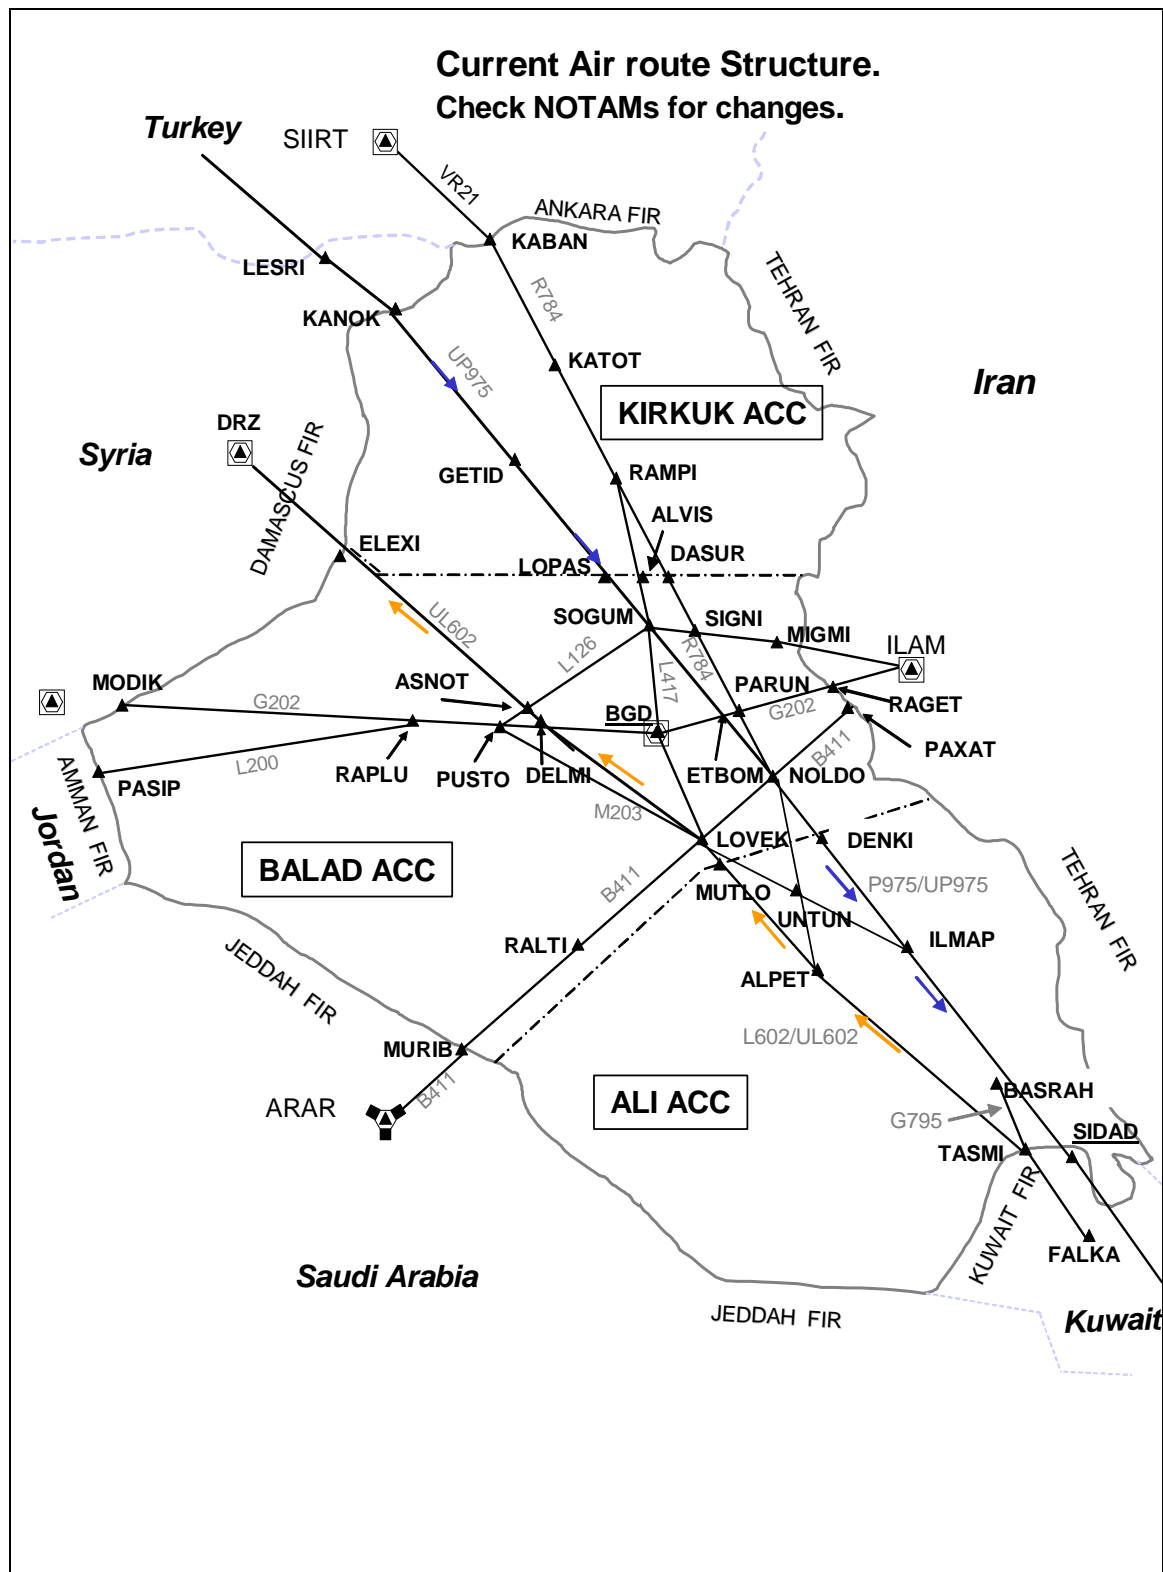 Current Air route Structure.
Check NOTAMs for changes.
Turkey
SIIRT
VR21
ANKARA FIR
KABAN
LESRI
TEHRAN FIR
R784
KANOK
UP975
KATOT
Iran
KIRKUK ACC
DRZ
Syria
DAMASCUS FIR
GETID
RAMPI
ALVIS
ELEXI
LOPAS
DASUR
UL602
SOGUM
SIGNI
MIGMI
ILAM
L126
R784
L417
MODIK
ASNOT
G202
BGD
PARUN
G202
RAGET
PAXAT
L200
RAPLU
PUSTO
DELMI
ETBOM
NOLDO
B411
PASIP
AMMAN FIR
Jordan
M203
LOVEK
DENKI
BALAD ACC
B411
MUTLO
P975/UP975
TEHRAN FIR
UNTUN
RALTI
ILMAP
JEDDAH FIR
ALPET
L602/UL602
MURIB
B411
ARAR
ALI ACC
BASRAH
G795
SIDAD
TASMI
KUWAIT FIR
FALKA
Saudi Arabia
JEDDAH FIR
Kuwait